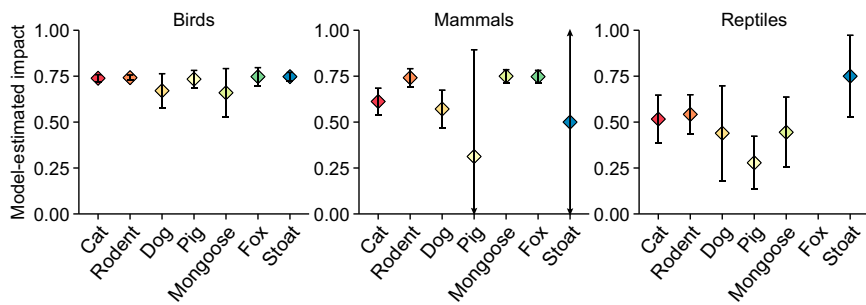 Birds
Mammals
Reptiles
Model-estimated impact
1.00
0.75
0.50
0.25
0.00
1.00
0.75
0.50
0.25
0.00
1.00
0.75
0.50
0.25
0.00
Cat
Rodent
Dog
Pig
Mongoose
Fox
Stoat
Cat
Rodent
Dog
Pig
Mongoose
Fox
Stoat
Cat
Rodent
Dog
Pig
Mongoose
Fox
Stoat